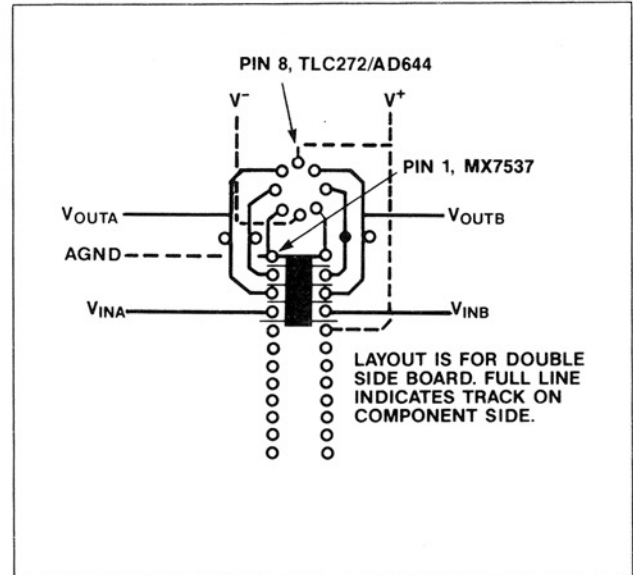 PIN 8, TLC272/AD644
V⁻
V⁺
PIN 1, MX7537
VOUTA
VOUTB
AGND
VINA
VINB
LAYOUT IS FOR DOUBLE
SIDE BOARD. FULL LINE
INDICATES TRACK ON
COMPONENT SIDE.